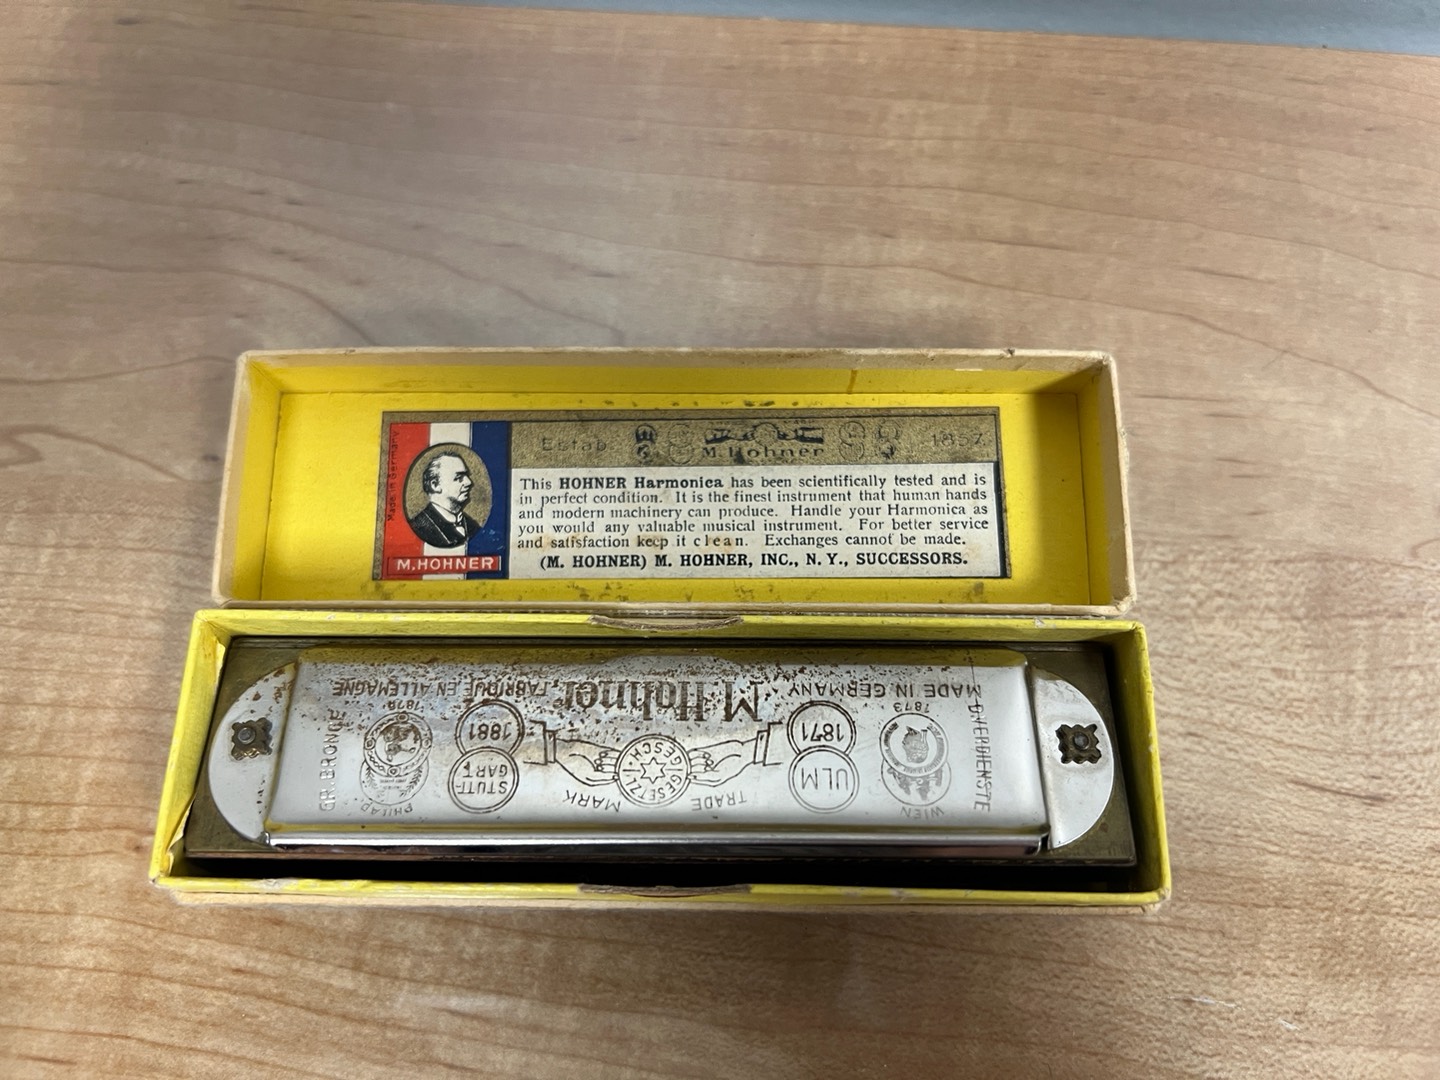 Made in Germany
M. HOHNER
Estab. M. Hohner 1857
This HOHNER Harmonica has been scientifically tested and is
in perfect condition. It is the finest instrument that human hands
and modern machinery can produce. Handle your Harmonica as
you would any valuable musical instrument. For better service
and satisfaction keep it clean. Exchanges cannot be made.
(M. HOHNER) M. HOHNER, INC., N. Y., SUCCESSORS.
WIEN
TRADE MARK
PHILAD.
D. VERDIENSTE
ULM
GESETZL. GESCH.
STUTT-
GART
GR. BRONCE
1873
1871
1881
1878
MADE IN GERMANY
M. Hohner
FABRIQUÉ EN ALLEMAGNE